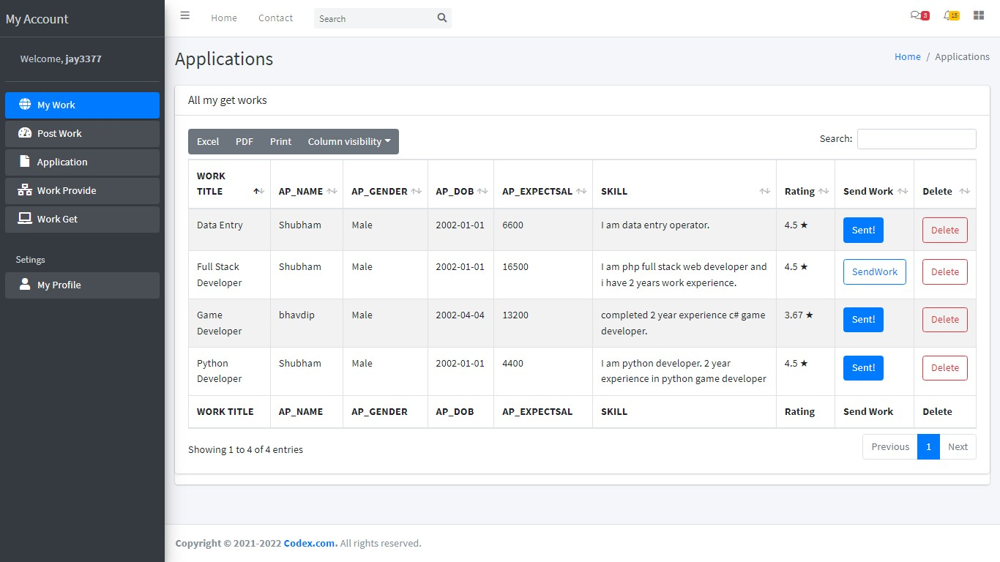 My Account
Home Contact Search 3 15
Welcome, jay3377
Applications
Home / Applications
My Work
Post Work
Application
Work Provide
Work Get
Setings
My Profile
All my get works
Excel PDF Print Column visibility Search:
WORK
TITLE AP_NAME AP_GENDER AP_DOB AP_EXPECTSAL SKILL Rating Send Work Delete
Data Entry Shubham Male 2002-01-01 6600 I am data entry operator. 4.5 ★ Sent! Delete
Full Stack Shubham Male 2002-01-01 16500 I am php full stack web developer and 4.5 ★ SendWork Delete
Developer i have 2 years work experience.
Game bhavdip Male 2002-04-04 13200 completed 2 year experience c# game 3.67 ★ Sent! Delete
Developer developer.
Python Shubham Male 2002-01-01 4400 I am python developer. 2 year 4.5 ★ Sent! Delete
Developer experience in python game developer
WORK TITLE AP_NAME AP_GENDER AP_DOB AP_EXPECTSAL SKILL Rating Send Work Delete
Showing 1 to 4 of 4 entries Previous 1 Next
Copyright © 2021-2022 Codex.com. All rights reserved.